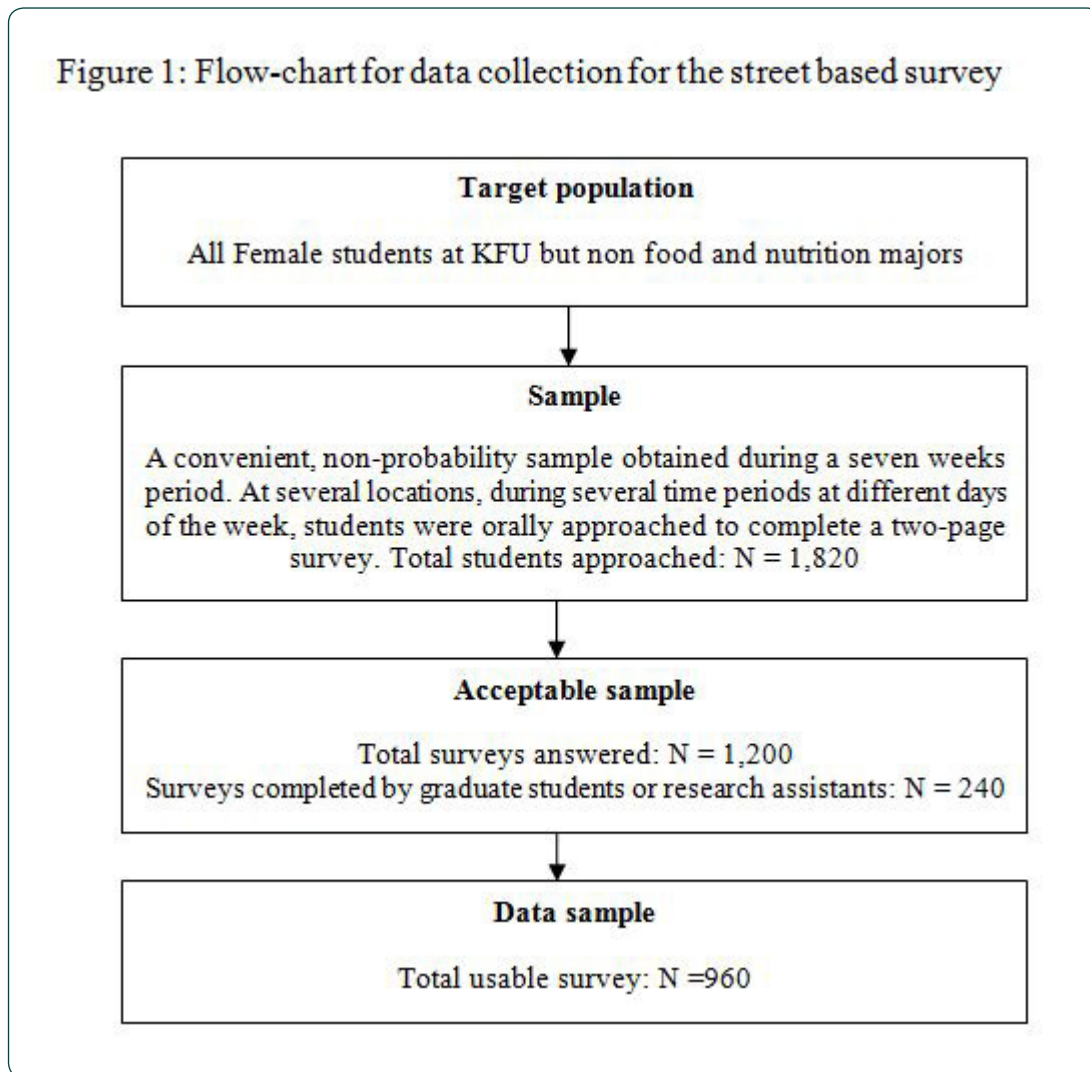 Figure 1: Flow-chart for data collection for the street based survey
Target population
All Female students at KFU but non food and nutrition majors
Sample
A convenient, non-probability sample obtained during a seven weeks
period. At several locations, during several time periods at different days
of the week, students were orally approached to complete a two-page
survey. Total students approached: N = 1,820
Acceptable sample
Total surveys answered: N = 1,200
Surveys completed by graduate students or research assistants: N = 240
Data sample
Total usable survey: N =960